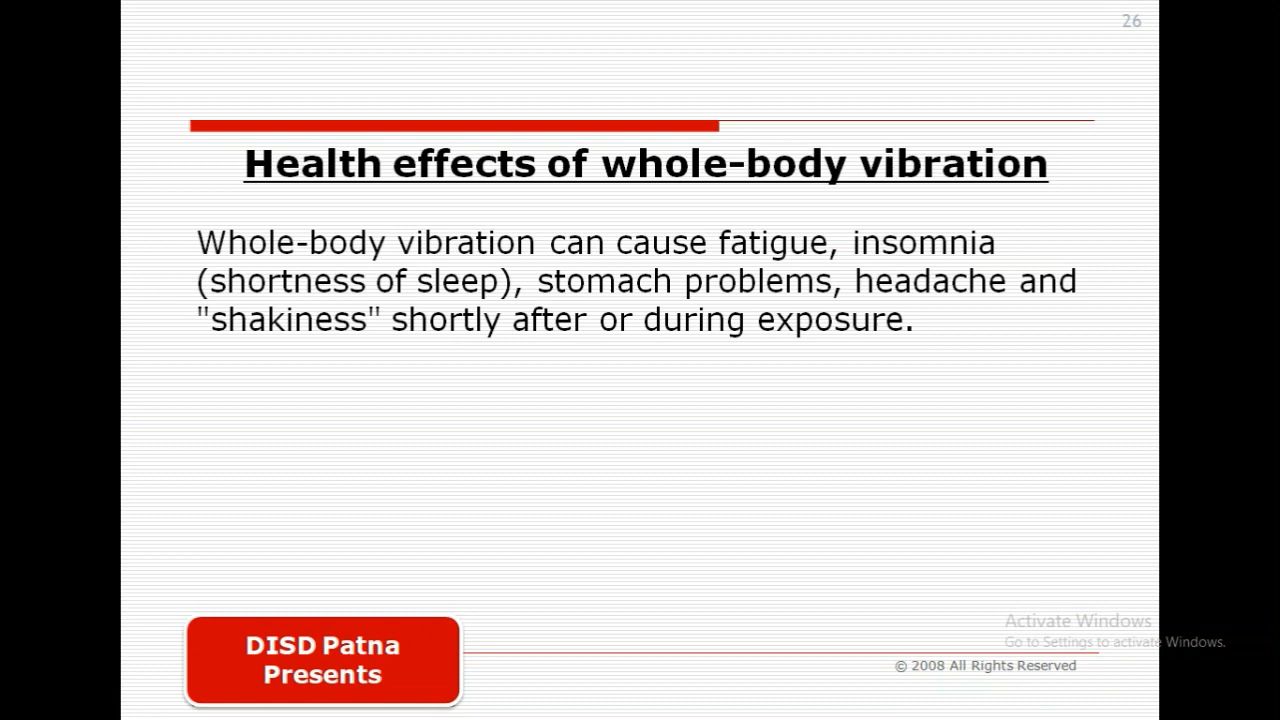 26
Health effects of whole-body vibration
Whole-body vibration can cause fatigue, insomnia
(shortness of sleep), stomach problems, headache and
"shakiness" shortly after or during exposure.
Activate Windows
Go to Settings to activate Windows.
DISD Patna
Presents
© 2008 All Rights Reserved